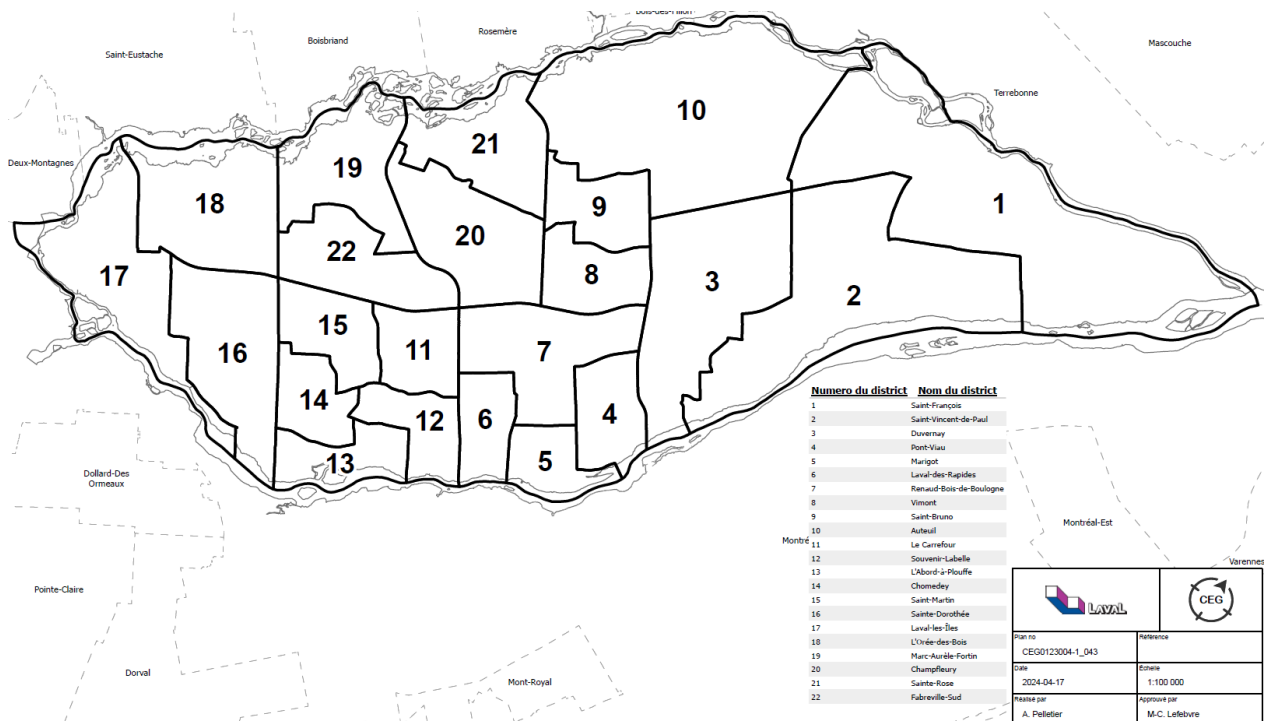 Bois-des-Filion
Saint-Eustache
Boisbriand
Rosemère
Mascouche
Terrebonne
Deux-Montagnes
10
21
19
18
9
1
20
22
17
8
3
2
15
16
11
7
14
12
6
4
13
5
Dollard-Des
Ormeaux
Pointe-Claire
Dorval
Mont-Royal
Montré
Montréal-Est
Varennes
Numero du district Nom du district
1 Saint-François
2 Saint-Vincent-de-Paul
3 Duvernay
4 Pont-Viau
5 Marigot
6 Laval-des-Rapides
7 Renaud-Bois-de-Boulogne
8 Vimont
9 Saint-Bruno
10 Auteuil
11 Le Carrefour
12 Souvenir-Labelle
13 L'Abord-à-Plouffe
14 Chomedey
15 Saint-Martin
16 Sainte-Dorothée
17 Laval-les-Îles
18 L'Orée-des-Bois
19 Marc-Aurèle-Fortin
20 Champfleury
21 Sainte-Rose
22 Fabreville-Sud
LAVAL
CEG
Plan no
CEG0123004-1_043
Référence
Date
2024-04-17
Échelle
1:100 000
Réalisé par
A. Pelletier
Approuvé par
M-C. Lefebvre